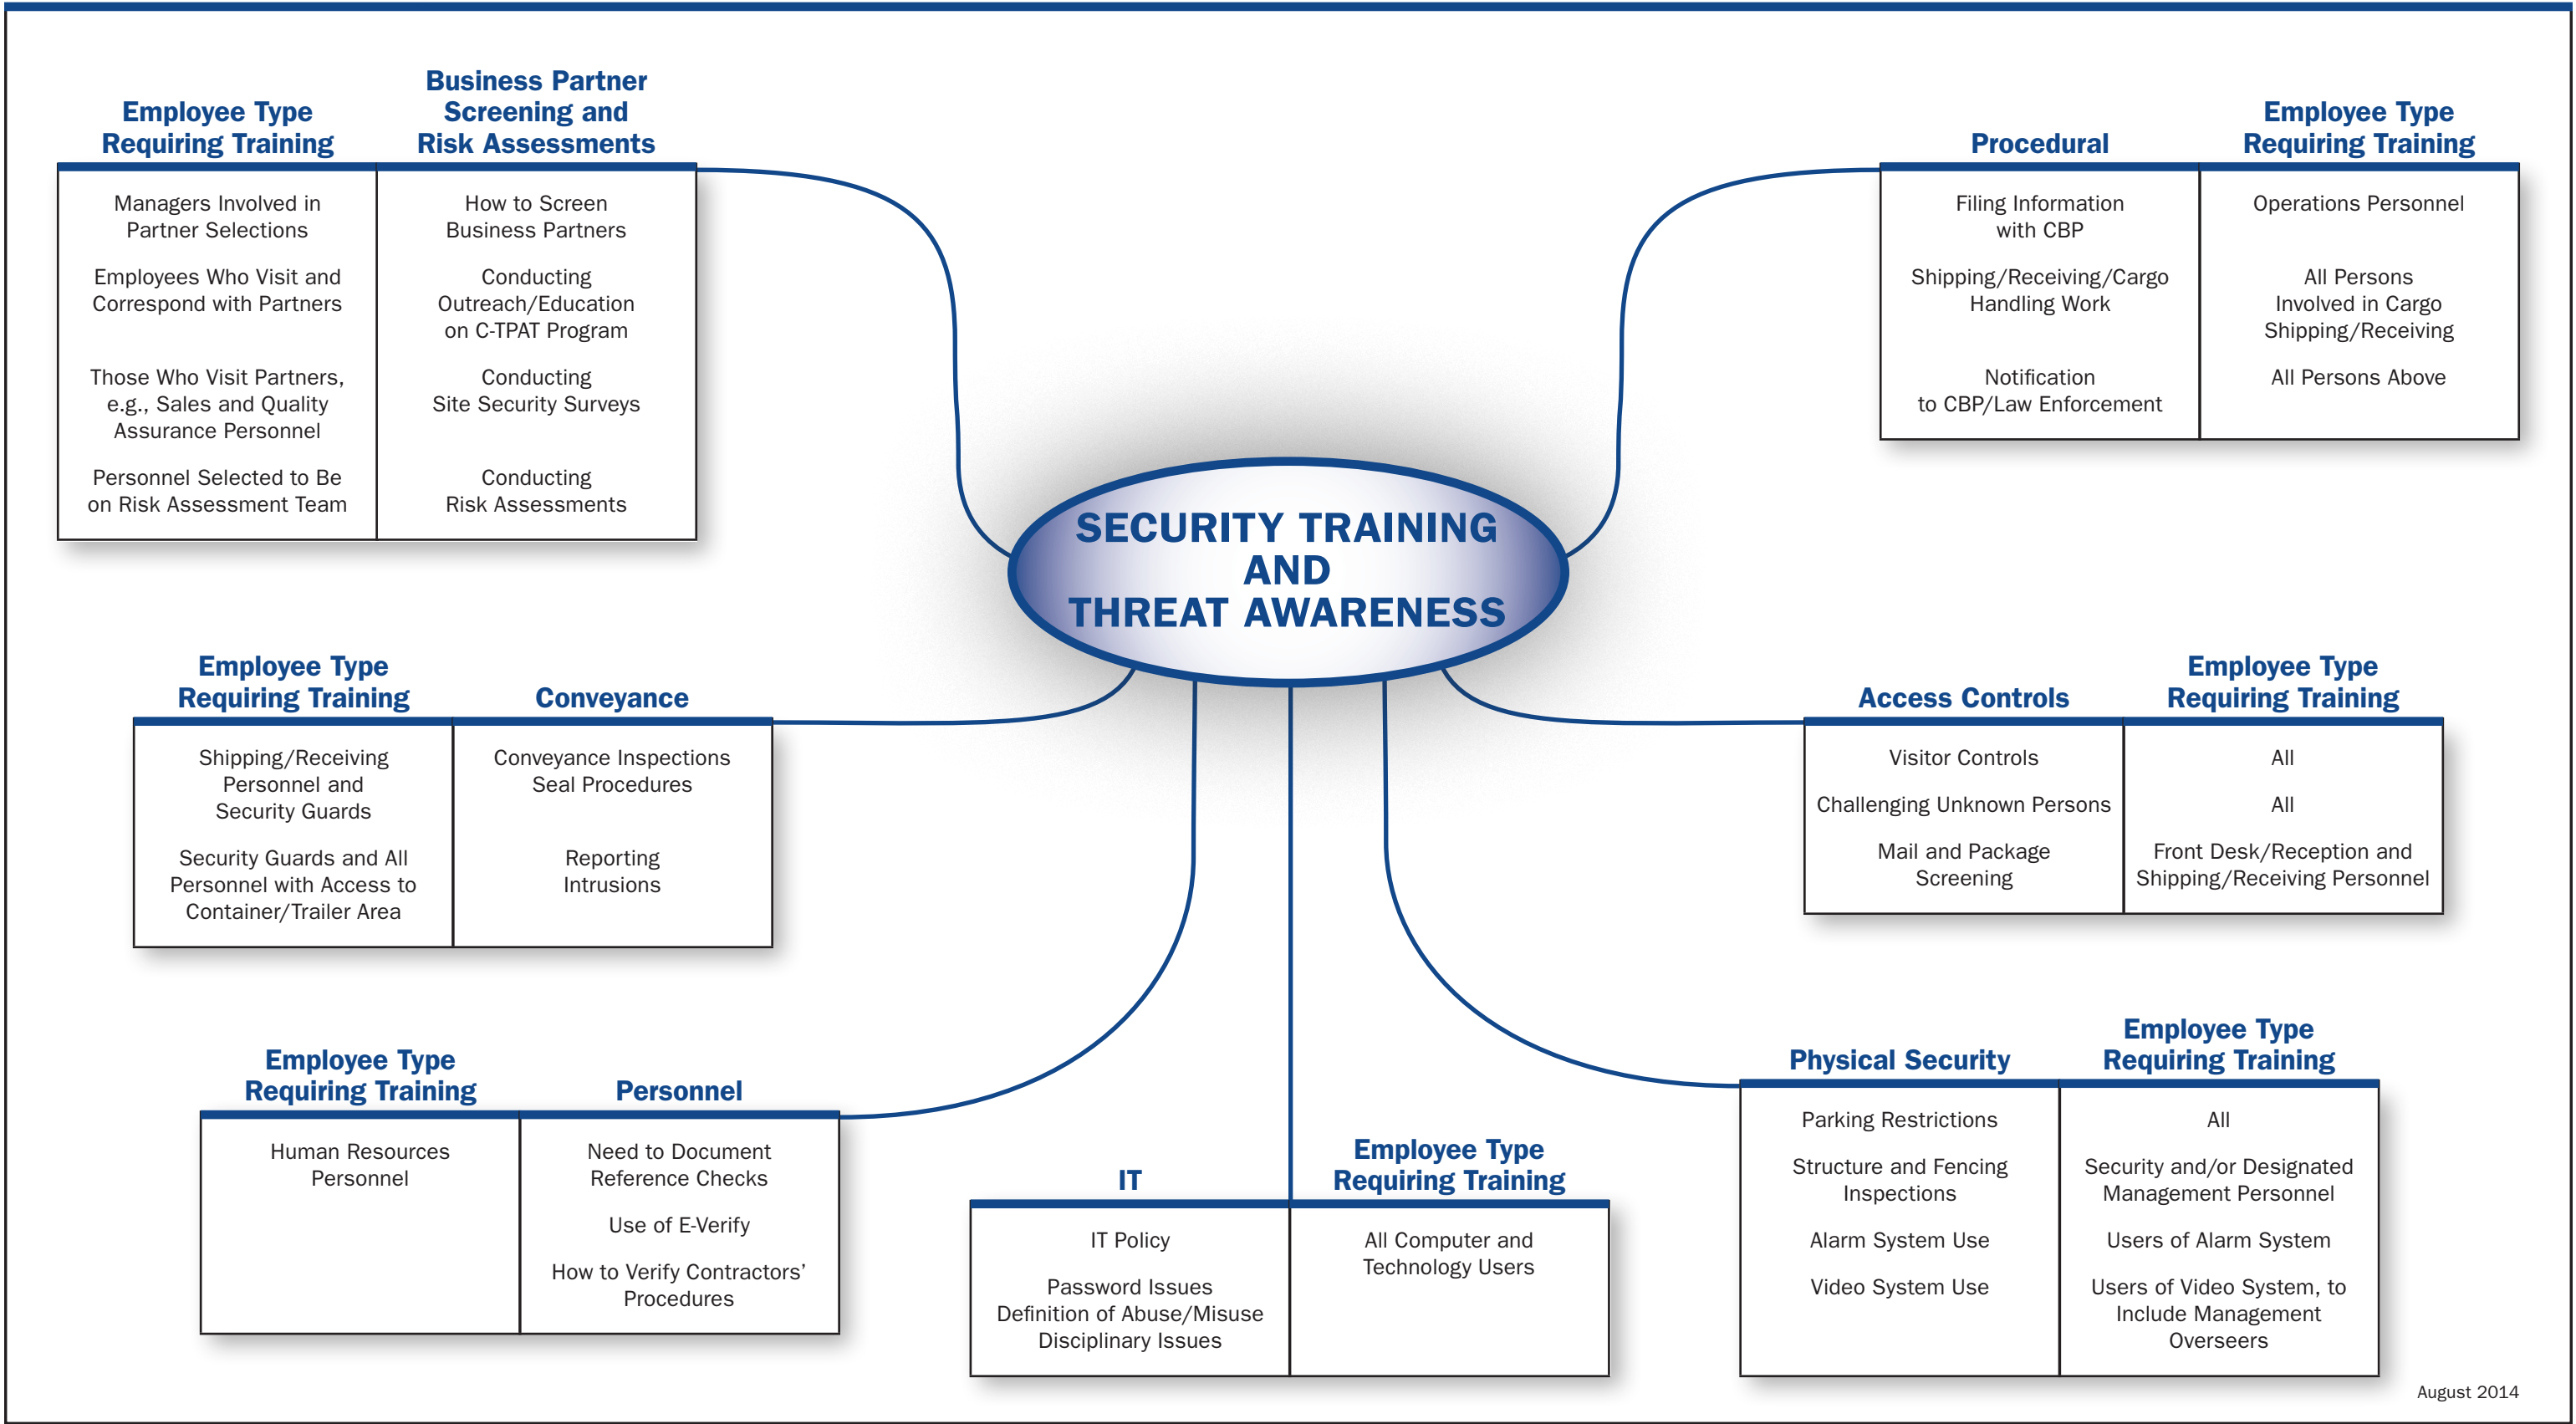 Employee Type
Requiring Training
Business Partner
Screening and
Risk Assessments
Managers Involved in
Partner Selections
How to Screen
Business Partners
Employees Who Visit and
Correspond with Partners
Conducting
Outreach/Education
on C-TPAT Program
Those Who Visit Partners,
e.g., Sales and Quality
Assurance Personnel
Conducting
Site Security Surveys
Personnel Selected to Be
on Risk Assessment Team
Conducting
Risk Assessments
Procedural
Employee Type
Requiring Training
Filing Information
with CBP
Operations Personnel
Shipping/Receiving/Cargo
Handling Work
All Persons
Involved in Cargo
Shipping/Receiving
Notification
to CBP/Law Enforcement
All Persons Above
SECURITY TRAINING
AND
THREAT AWARENESS
Employee Type
Requiring Training
Conveyance
Shipping/Receiving
Personnel and
Security Guards
Conveyance Inspections
Seal Procedures
Security Guards and All
Personnel with Access to
Container/Trailer Area
Reporting
Intrusions
Access Controls
Employee Type
Requiring Training
Visitor Controls
All
Challenging Unknown Persons
All
Mail and Package
Screening
Front Desk/Reception and
Shipping/Receiving Personnel
Employee Type
Requiring Training
Personnel
Human Resources
Personnel
Need to Document
Reference Checks
Use of E-Verify
How to Verify Contractors’
Procedures
IT
Employee Type
Requiring Training
IT Policy
All Computer and
Technology Users
Password Issues
Definition of Abuse/Misuse
Disciplinary Issues
Physical Security
Employee Type
Requiring Training
Parking Restrictions
All
Structure and Fencing
Inspections
Security and/or Designated
Management Personnel
Alarm System Use
Users of Alarm System
Video System Use
Users of Video System, to
Include Management
Overseers
August 2014